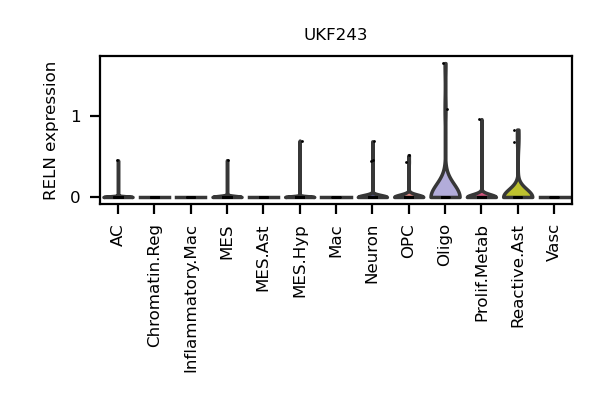 UKF243
RELN expression
1
0
AC
Chromatin.Reg
Inflammatory.Mac
MES
MES.Ast
MES.Hyp
Mac
Neuron
OPC
Oligo
Prolif.Metab
Reactive.Ast
Vasc